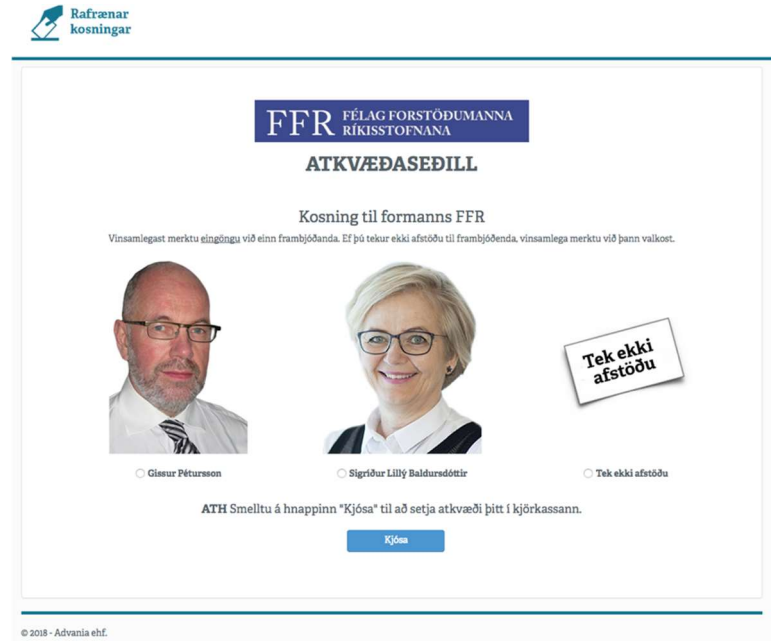 Rafrænar
kosningar
FFR FÉLAG FORSTÖÐUMANNA
RÍKISSTOFNANA
ATKVÆÐASEÐILL
Kosning til formanns FFR
Vinsamlegast merktu eingöngu við einn frambjóðanda. Ef þú tekur ekki afstöðu til frambjóðenda, vinsamlega merktu við þann valkost.
Tek ekki
afstöðu
Gissur Pétursson
Sigríður Lillý Baldursdóttir
Tek ekki afstöðu
ATH Smelltu á hnappinn "Kjósa" til að setja atkvæði þitt í kjörkassann.
Kjósa
© 2018 - Advania ehf.